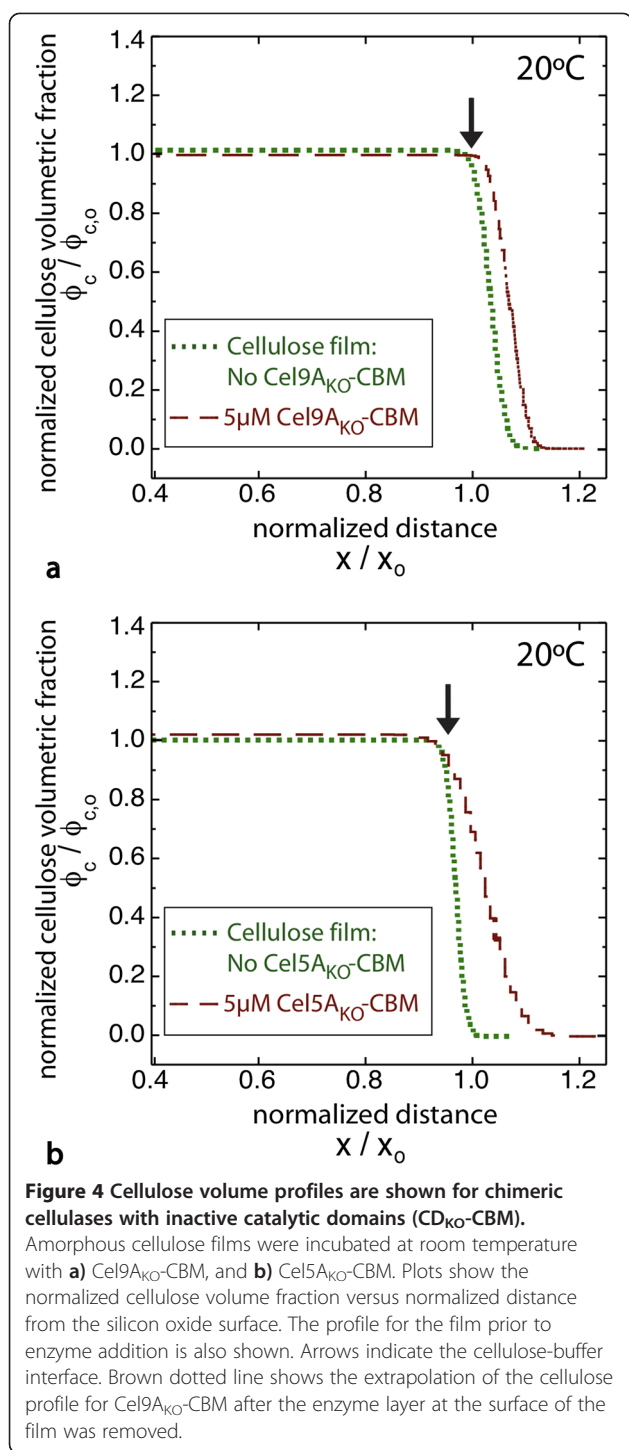 1.4
1.2
1.0
0.8
0.6
0.4
0.2
0.0
normalized cellulose volumetric fraction
ϕc / ϕc,o
20ºC
Cellulose film:
No Cel9AKO-CBM
5µM Cel9AKO-CBM
0.4 0.6 0.8 1.0 1.2
normalized distance
x / xo
a
1.4
1.2
1.0
0.8
0.6
0.4
0.2
0.0
normalized cellulose volumetric fraction
ϕc / ϕc,o
20ºC
Cellulose film:
No Cel5AKO-CBM
5µM Cel5AKO-CBM
0.4 0.6 0.8 1.0 1.2
normalized distance
x / xo
b
Figure 4 Cellulose volume profiles are shown for chimeric
cellulases with inactive catalytic domains (CDKO-CBM).
Amorphous cellulose films were incubated at room temperature
with a) Cel9AKO-CBM, and b) Cel5AKO-CBM. Plots show the
normalized cellulose volume fraction versus normalized distance
from the silicon oxide surface. The profile for the film prior to
enzyme addition is also shown. Arrows indicate the cellulose-buffer
interface. Brown dotted line shows the extrapolation of the cellulose
profile for Cel9AKO-CBM after the enzyme layer at the surface of the
film was removed.